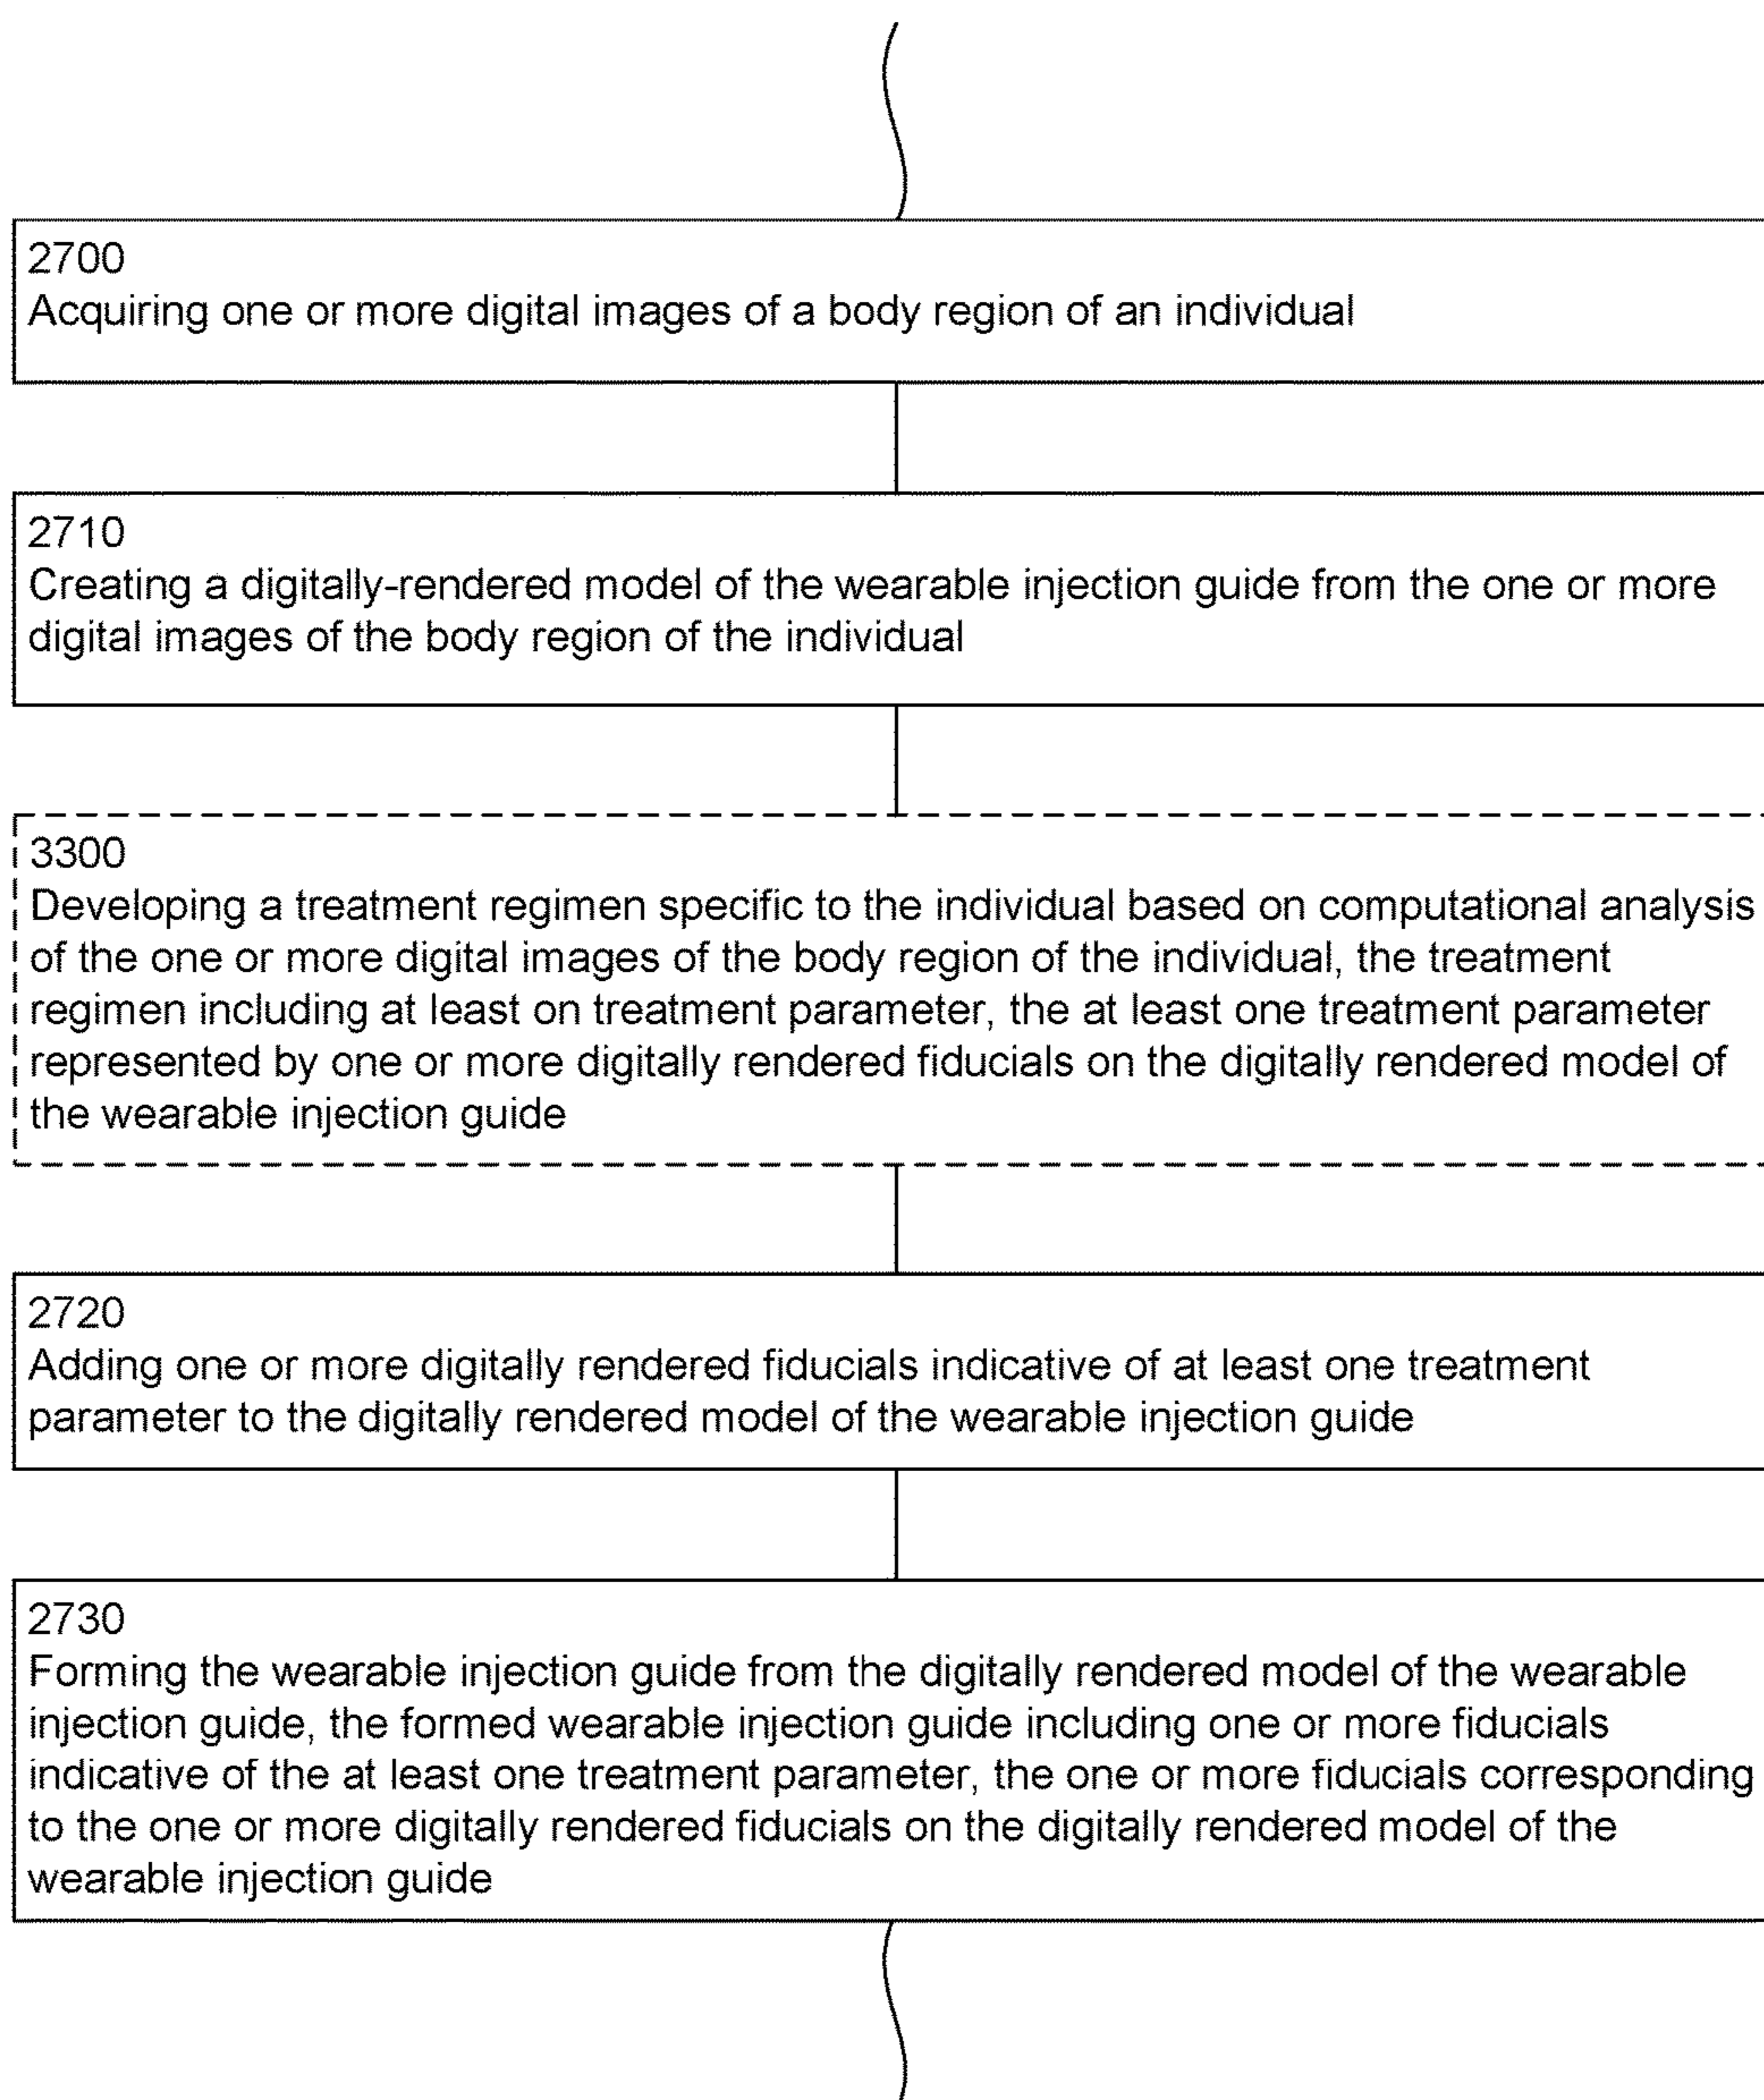 2700
Acquiring one or more digital images of a body region of an individual
2710
Creating a digitally-rendered model of the wearable injection guide from the one or more
digital images of the body region of the individual
3300
Developing a treatment regimen specific to the individual based on computational analysis
of the one or more digital images of the body region of the individual, the treatment
regimen including at least on treatment parameter, the at least one treatment parameter
represented by one or more digitally rendered fiducials on the digitally rendered model of
the wearable injection guide
2720
Adding one or more digitally rendered fiducials indicative of at least one treatment
parameter to the digitally rendered model of the wearable injection guide
2730
Forming the wearable injection guide from the digitally rendered model of the wearable
injection guide, the formed wearable injection guide including one or more fiducials
indicative of the at least one treatment parameter, the one or more fiducials corresponding
to the one or more digitally rendered fiducials on the digitally rendered model of the
wearable injection guide